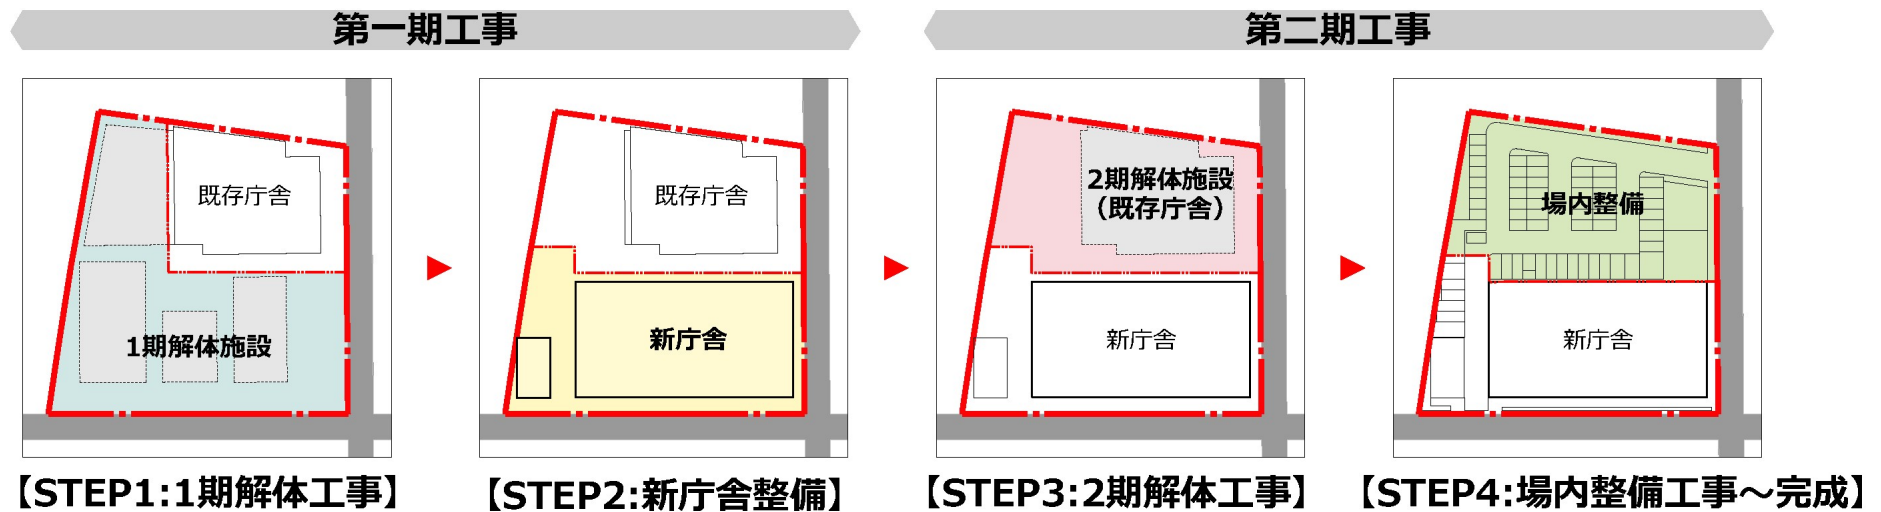 第一期工事
第二期工事
既存庁舎
1期解体施設
既存庁舎
新庁舎
2期解体施設
（既存庁舎）
新庁舎
場内整備
新庁舎
【STEP1:1期解体工事】
【STEP2:新庁舎整備】
【STEP3:2期解体工事】
【STEP4:場内整備工事～完成】